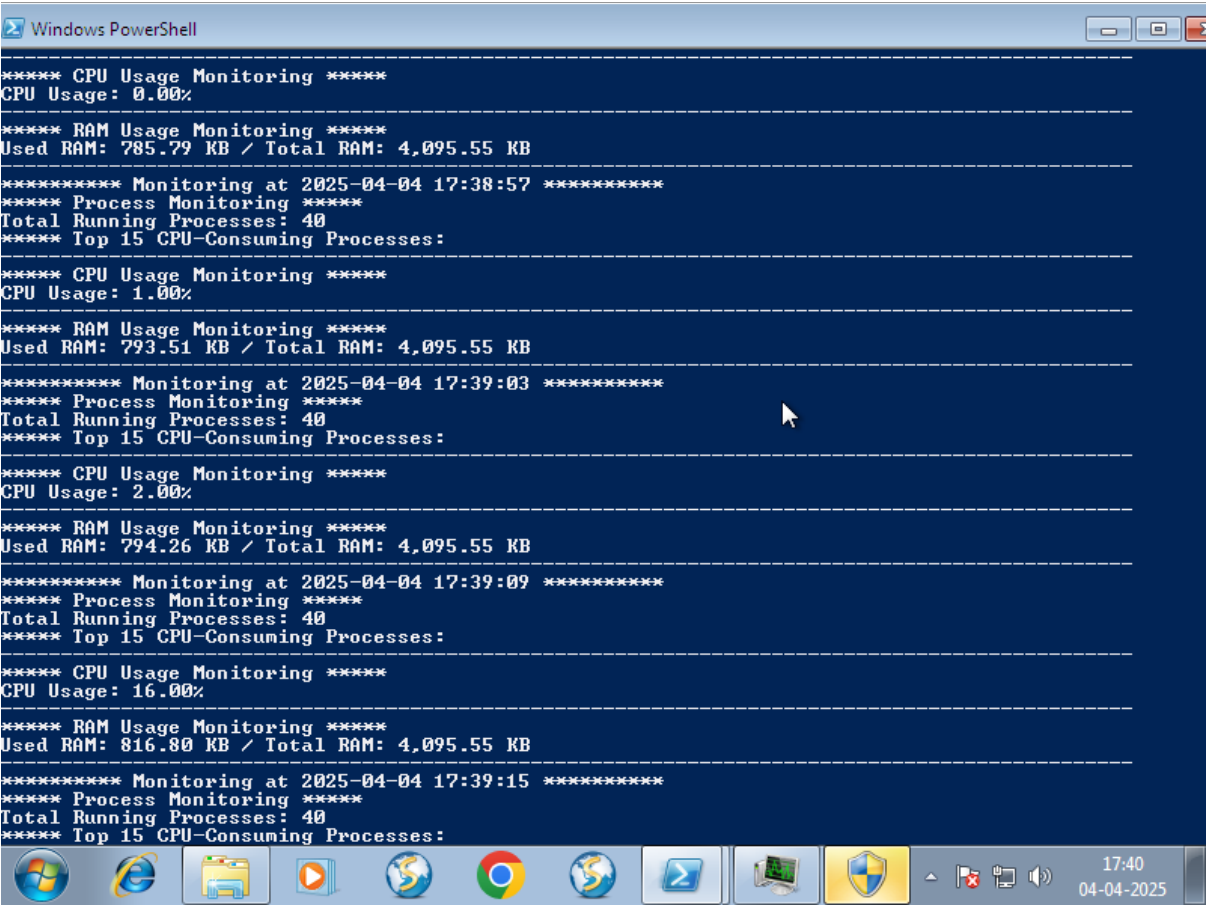 Windows PowerShell
***** CPU Usage Monitoring *****
CPU Usage: 0.00%
***** RAM Usage Monitoring *****
Used RAM: 785.79 KB / Total RAM: 4,095.55 KB
********** Monitoring at 2025-04-04 17:38:57 **********
***** Process Monitoring *****
Total Running Processes: 40
***** Top 15 CPU-Consuming Processes:
***** CPU Usage Monitoring *****
CPU Usage: 1.00%
***** RAM Usage Monitoring *****
Used RAM: 793.51 KB / Total RAM: 4,095.55 KB
********** Monitoring at 2025-04-04 17:39:03 **********
***** Process Monitoring *****
Total Running Processes: 40
***** Top 15 CPU-Consuming Processes:
***** CPU Usage Monitoring *****
CPU Usage: 2.00%
***** RAM Usage Monitoring *****
Used RAM: 794.26 KB / Total RAM: 4,095.55 KB
********** Monitoring at 2025-04-04 17:39:09 **********
***** Process Monitoring *****
Total Running Processes: 40
***** Top 15 CPU-Consuming Processes:
***** CPU Usage Monitoring *****
CPU Usage: 16.00%
***** RAM Usage Monitoring *****
Used RAM: 816.80 KB / Total RAM: 4,095.55 KB
********** Monitoring at 2025-04-04 17:39:15 **********
***** Process Monitoring *****
Total Running Processes: 40
***** Top 15 CPU-Consuming Processes:
17:40
04-04-2025